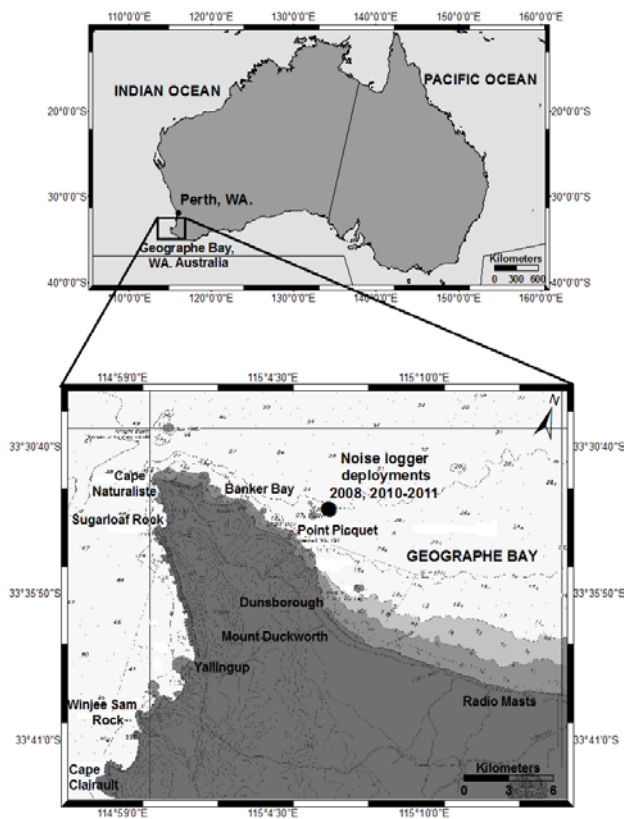 110°0'0"E 120°0'0"E 130°0'0"E 140°0'0"E 150°0'0"E 160°0'0"E
INDIAN OCEAN
PACIFIC OCEAN
20°0'0"S
20°0'0"S
30°0'0"S
30°0'0"S
Perth, WA.
Geographe Bay,
WA. Australia
Kilometers
0 300 600
40°0'0"S
40°0'0"S
110°0'0"E 120°0'0"E 130°0'0"E 140°0'0"E 150°0'0"E 160°0'0"E
114°59'0"E 115°4'30"E 115°10'0"E
N
33°30'40"S
33°30'40"S
Noise logger
deployments
2008, 2010-2011
Cape
Naturaliste
Banker Bay
Sugarloaf Rock
Point Picquet
GEOGRAPHE BAY
33°35'50"S
33°35'50"S
Dunsborough
Mount Duckworth
Yallingup
Winjee Sam
Rock
Radio Masts
33°41'0"S
33°41'0"S
Cape
Clairault
Kilometers
0 3 6
114°59'0"E 115°4'30"E 115°10'0"E